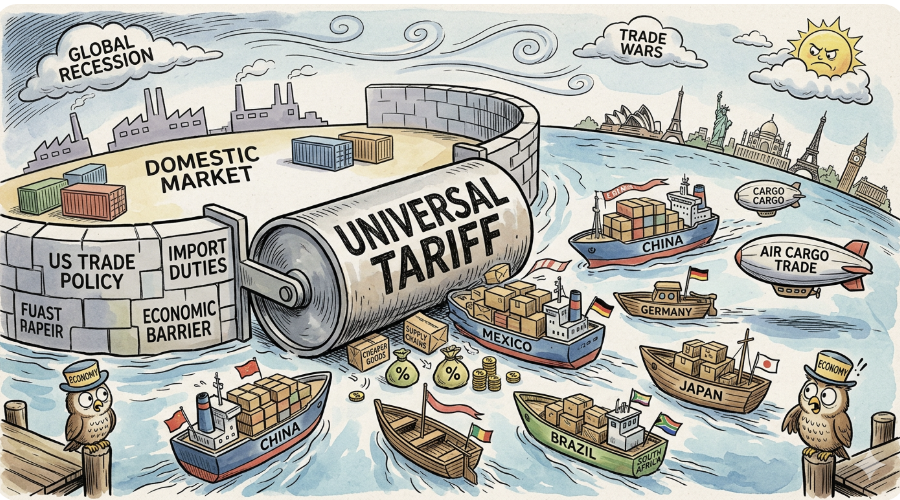 GLOBAL
RECESSION
TRADE
WARS
DOMESTIC
MARKET
UNIVERSAL
TARIFF
US TRADE
POLICY
IMPORT
DUTIES
FUAST
RAPEIR
ECONOMIC
BARRIER
CHINA
CARGO
CARGO
AIR CARGO
TRADE
GERMANY
MEXICO
JAPAN
CHEAPER
GOODS
SUPPLY
CHAINS
%
%
ECONOMY
ECONOMY
!!
CHINA
BRAZIL
SOUTH
AFRICA